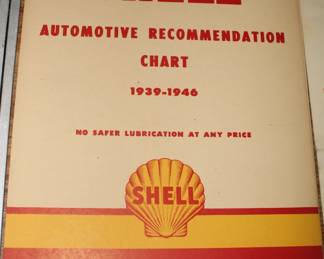 AUTOMOTIVE RECOMMENDATION
CHART
1939-1946
NO SAFER LUBRICATION AT ANY PRICE
SHELL